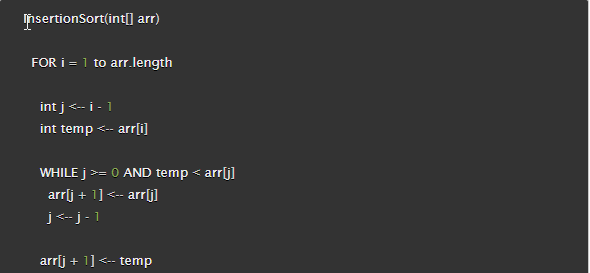 InsertionSort(int[] arr)
FOR i = 1 to arr.length
int j <-- i - 1
int temp <-- arr[i]
WHILE j >= 0 AND temp < arr[j]
arr[j + 1] <-- arr[j]
j <-- j - 1
arr[j + 1] <-- temp